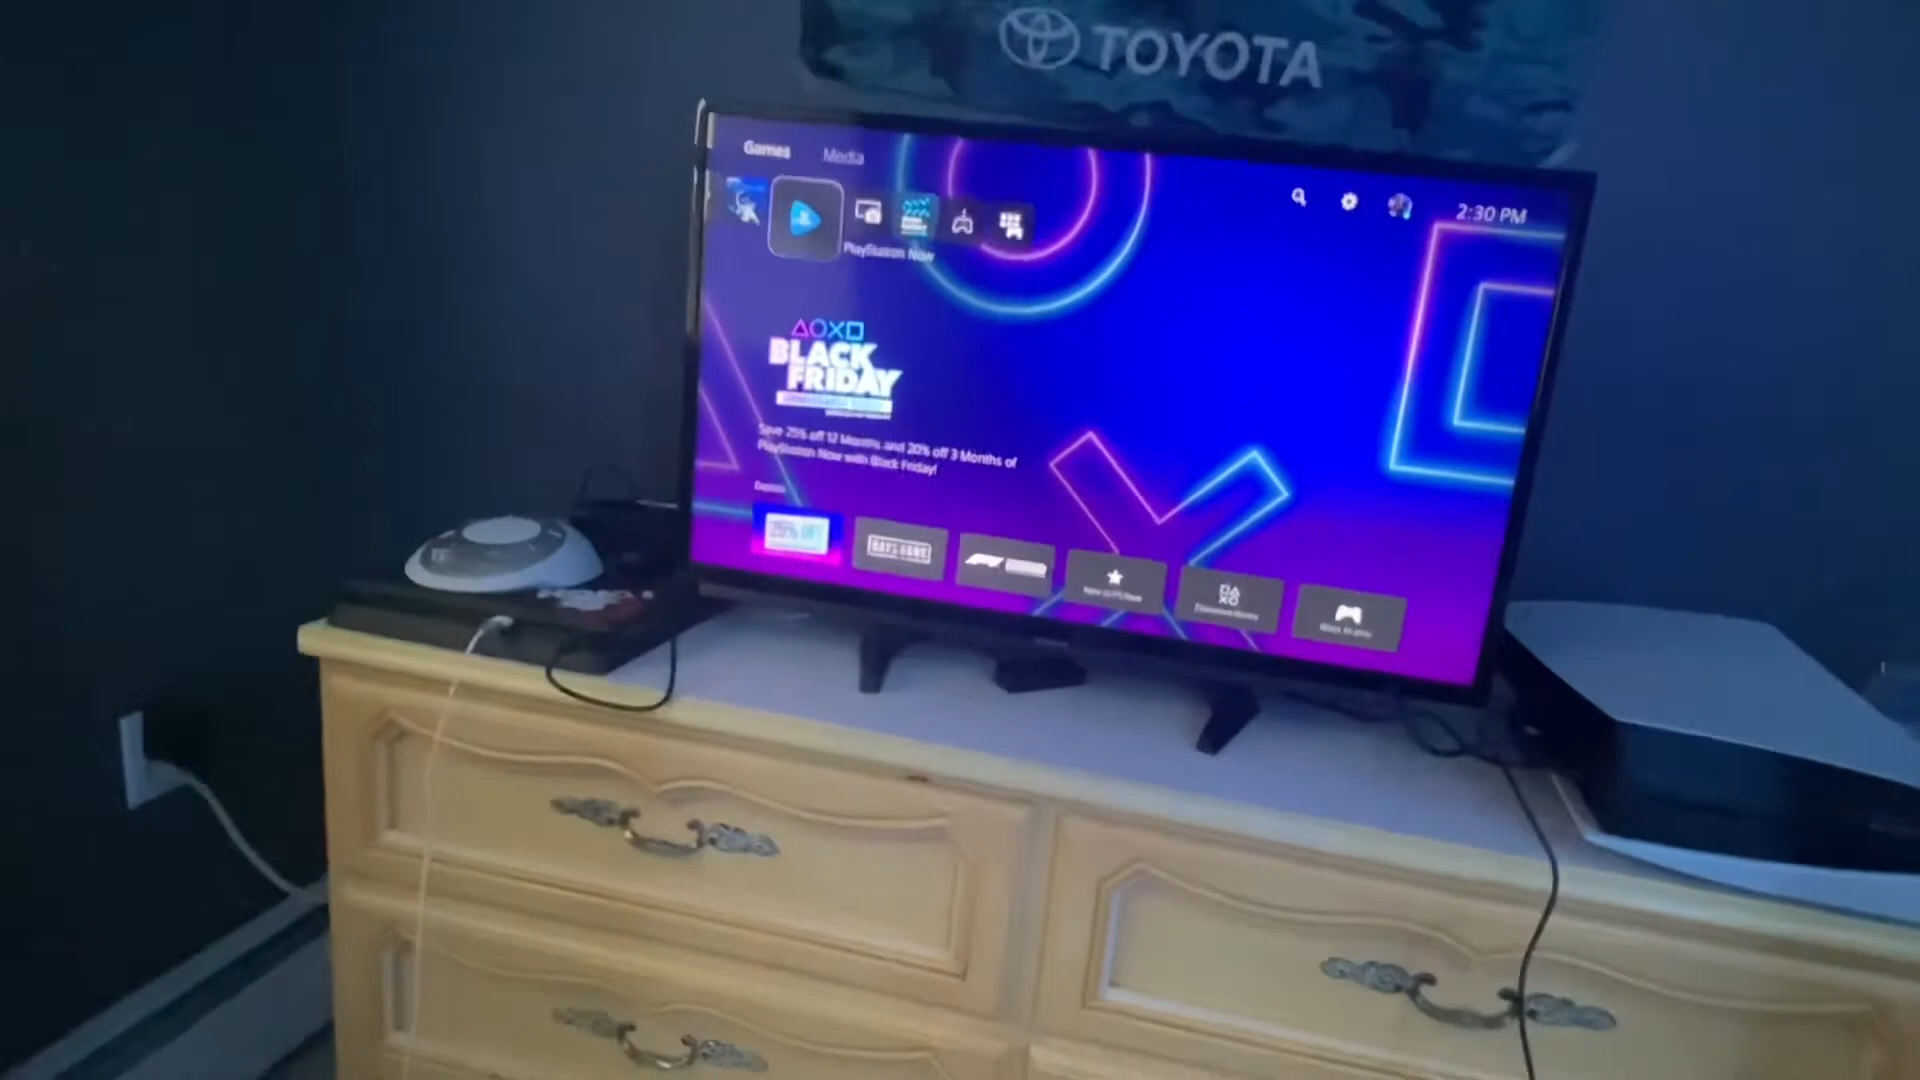 TOYOTA
Games Media
2:30 PM
PlayStation Now
BLACK
FRIDAY
Save 25% off 12 Months and 20% off 3 Months of
PlayStation Now with Black Friday!
DAYS GONE